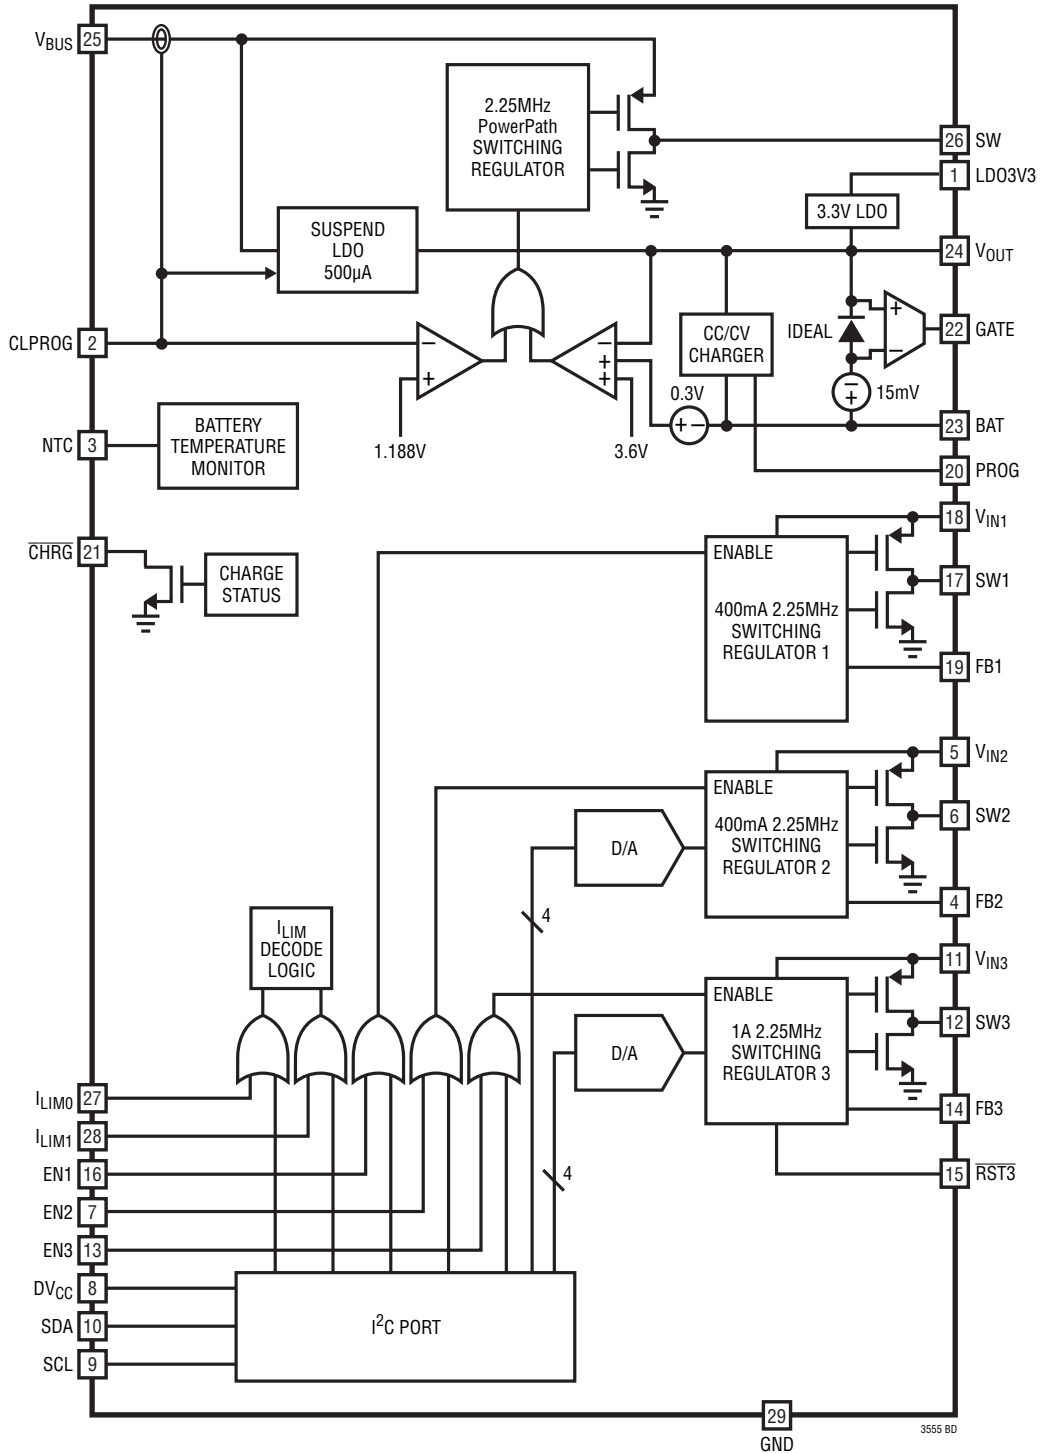 VBUS 25
2.25MHz
PowerPath
SWITCHING
REGULATOR
26 SW
1 LDO3V3
3.3V LDO
SUSPEND
LDO
500µA
24 VOUT
CLPROG 2
− +
− + +
1.188V
3.6V
CC/CV
CHARGER
0.3V
+ −
IDEAL
+ −
22 GATE
− +
15mV
23 BAT
20 PROG
NTC 3
BATTERY
TEMPERATURE
MONITOR
CHRG 21
CHARGE
STATUS
18 VIN1
ENABLE
400mA 2.25MHz
SWITCHING
REGULATOR 1
17 SW1
19 FB1
5 VIN2
ENABLE
400mA 2.25MHz
SWITCHING
REGULATOR 2
D/A
6 SW2
4 FB2
4
ILIM
DECODE
LOGIC
11 VIN3
ENABLE
1A 2.25MHz
SWITCHING
REGULATOR 3
D/A
12 SW3
14 FB3
4
15 RST3
ILIM0 27
ILIM1 28
EN1 16
EN2 7
EN3 13
DVCC 8
SDA 10
SCL 9
I2C PORT
29
GND
3555 BD